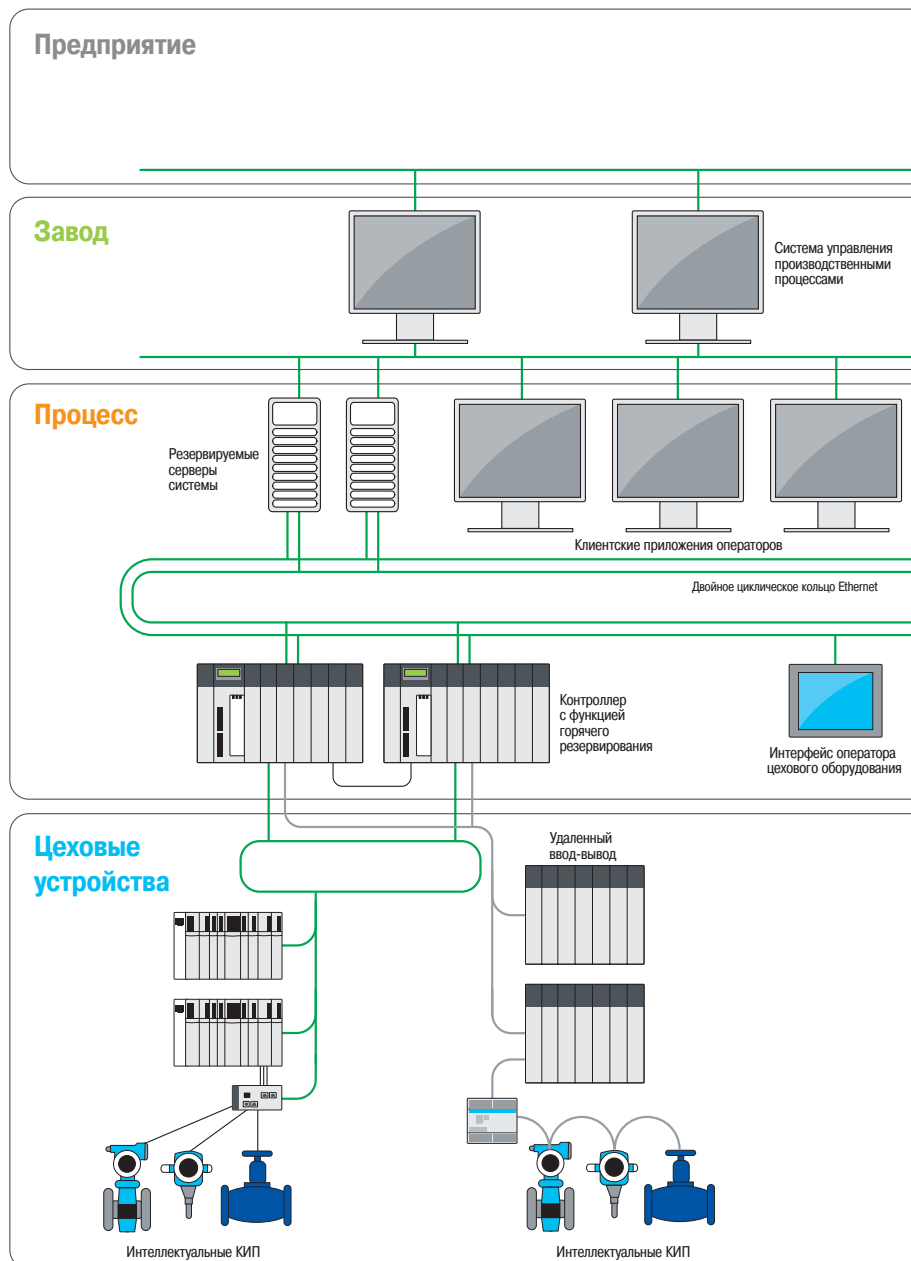 Предприятие
Завод
Система управления
производственными
процессами
Процесс
Резервируемые
серверы
системы
Клиентские приложения операторов
Двойное циклическое кольцо Ethernet
Контроллер
с функцией
горячего
резервирования
Интерфейс оператора
цехового оборудования
Цеховые
устройства
Удаленный
ввод-вывод
Интеллектуальные КИП
Интеллектуальные КИП